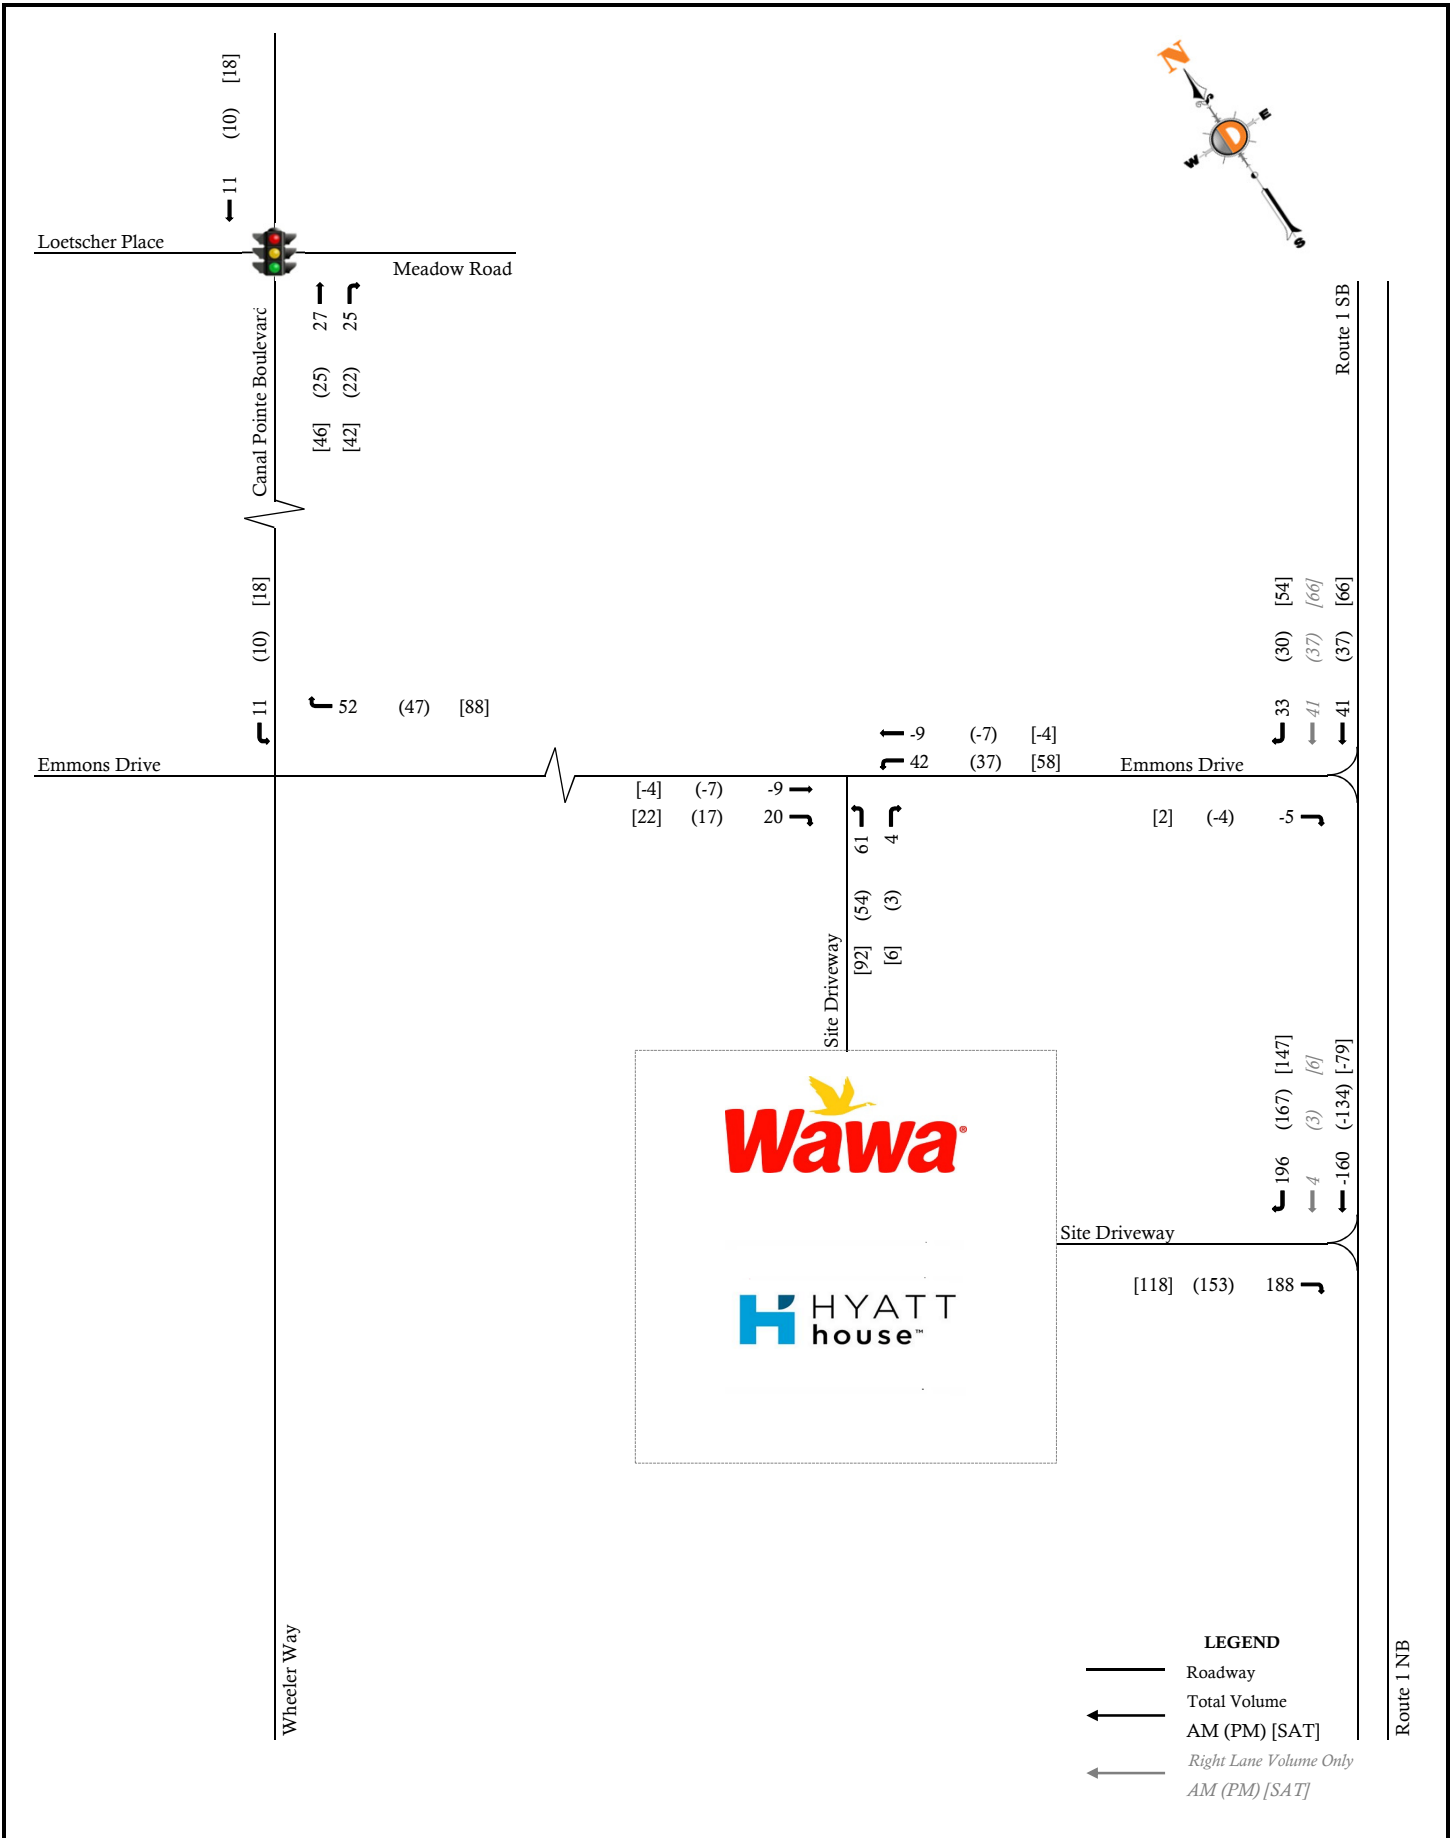 11 (10) [18]
N
E
W
S
D
Loetscher Place
Meadow Road
Canal Pointe Boulevard
27 (25) [46]
25 (22) [42]
Route 1 SB
11 (10) [18]
52 (47) [88]
33 (30) [54]
41 (37) [66]
41 (37) [66]
-9 (-7) [-4]
42 (37) [58]
Emmons Drive
Emmons Drive
[-4] (-7) -9
[22] (17) 20
[2] (-4) -5
61 (54) [92]
4 (3) [6]
Site Driveway
Wawa®
196 (167) [147]
4 (3) [6]
-160 (-134) [-79]
Site Driveway
[118] (153) 188
HYATT
house™
Wheeler Way
Route 1 NB
LEGEND
Roadway
Total Volume
AM (PM) [SAT]
Right Lane Volume Only
AM (PM) [SAT]